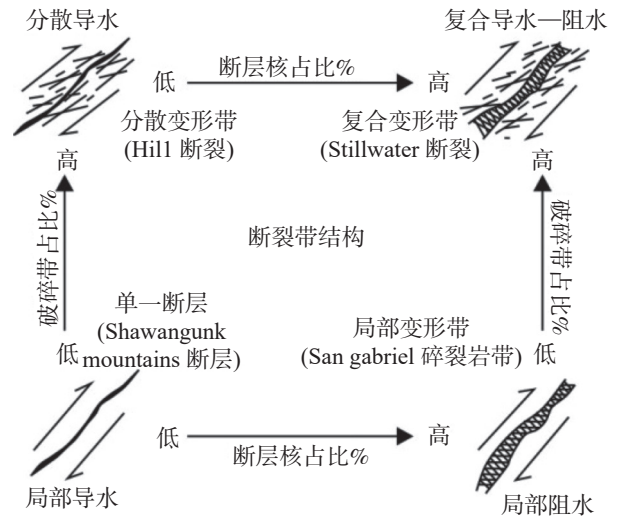 分散导水
复合导水—阻水
低
断层核占比%
高
分散变形带
(Hill1 断裂)
复合变形带
(Stillwater 断裂)
高
高
破碎带占比%
破碎带占比%
断裂带结构
单一断层
(Shawangunk
mountains 断层)
局部变形带
(San gabriel 碎裂岩带)
低
低
低
断层核占比%
高
局部导水
局部阻水